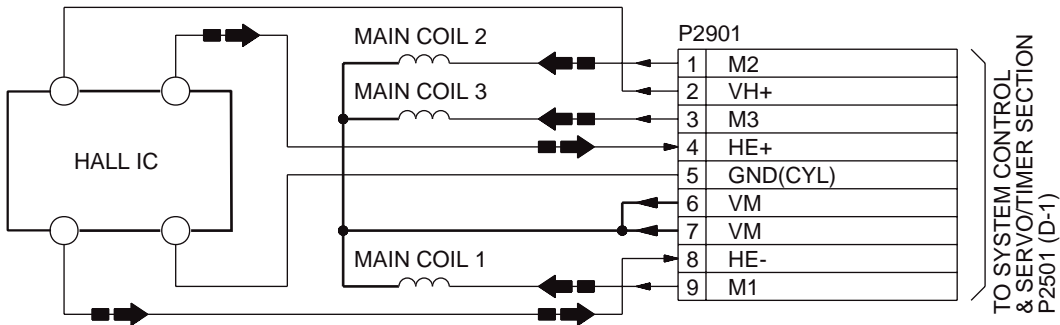 MAIN COIL 2
MAIN COIL 3
HALL IC
MAIN COIL 1
P2901
1 M2
2 VH+
3 M3
4 HE+
5 GND(CYL)
6 VM
7 VM
8 HE-
9 M1
TO SYSTEM CONTROL
& SERVO/TIMER SECTION
P2501 (D-1)